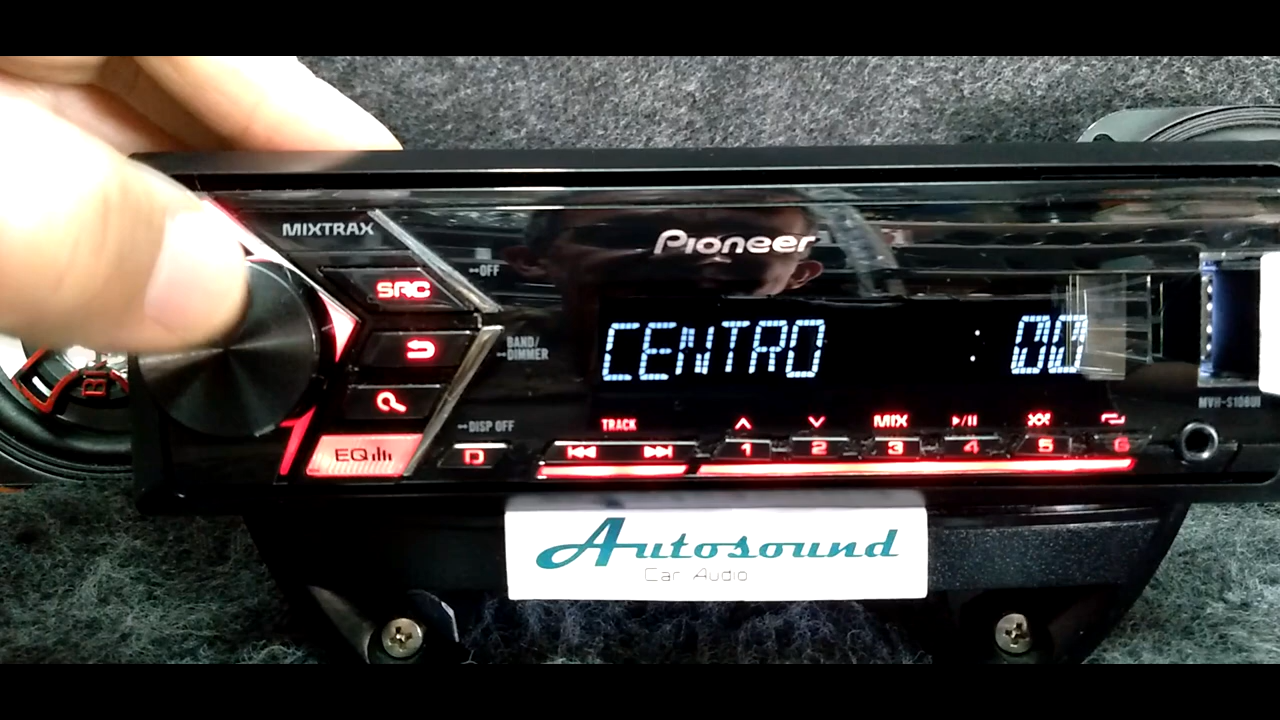 MIXTRAX
Pioneer
OFF
SRC
BAND/
DIMMER
CENTRO : 00
DISP OFF
TRACK MIX
EQ
D 1 2 3 4 5 6
Autosound
Car Audio